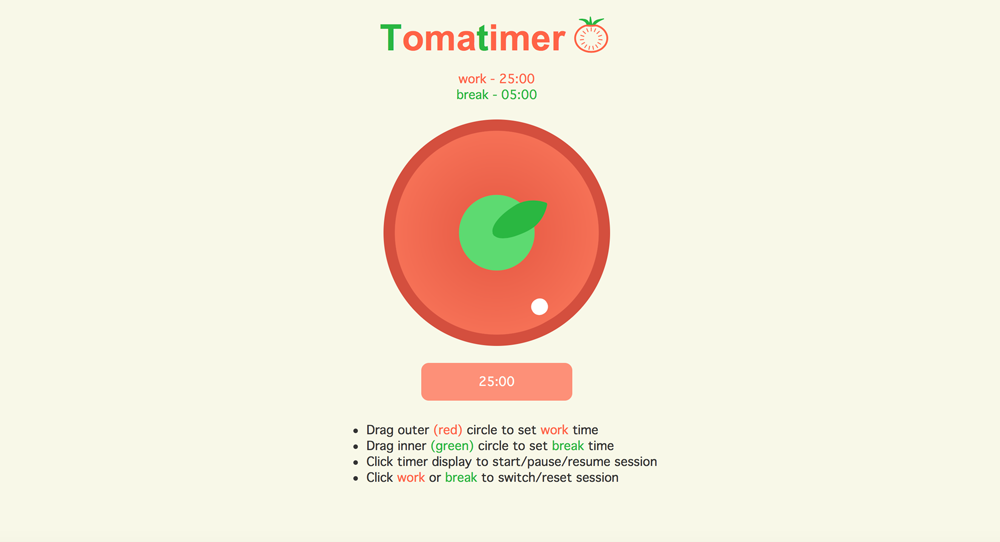 Tomatimer
work - 25:00
break - 05:00
25:00
Drag outer (red) circle to set work time
Drag inner (green) circle to set break time
Click timer display to start/pause/resume session
Click work or break to switch/reset session